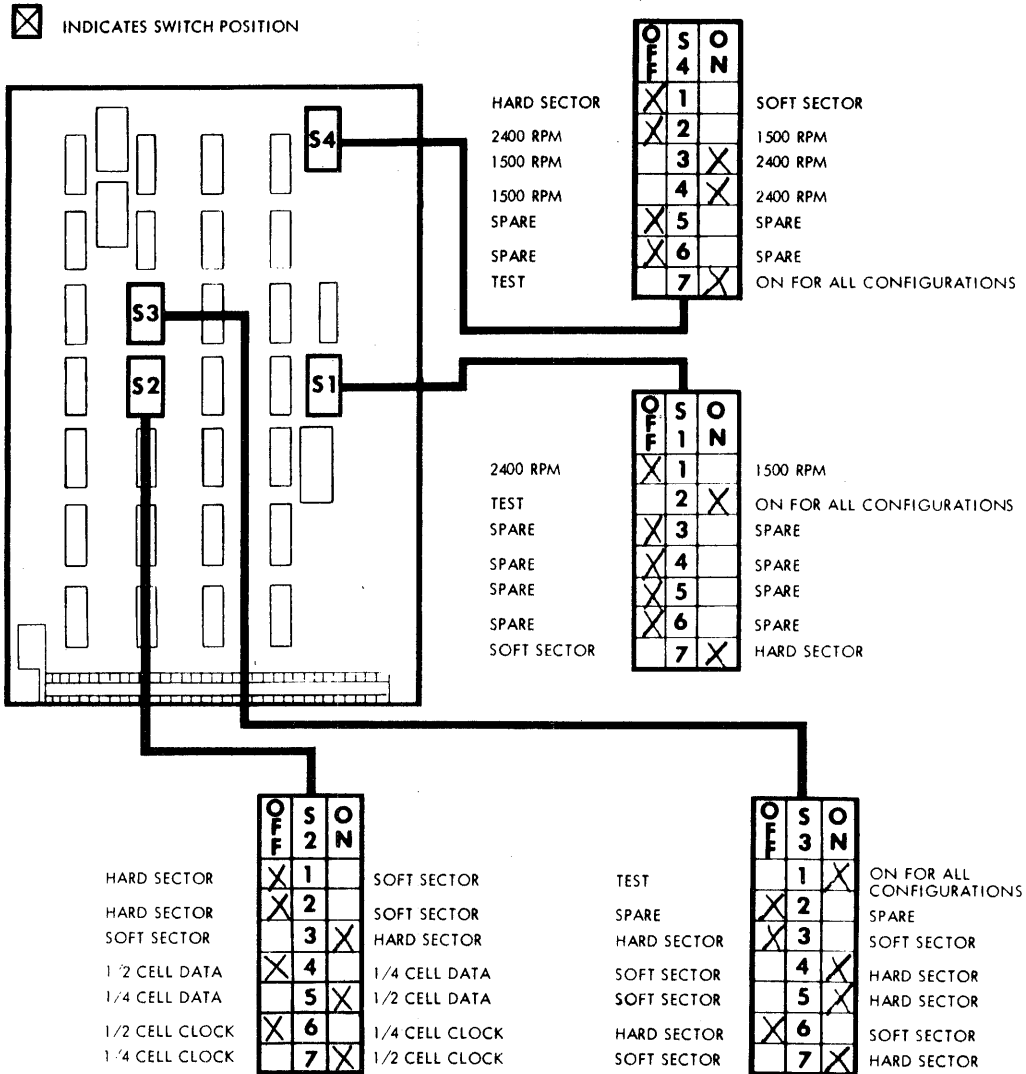 INDICATES SWITCH POSITION
S4
S3
S2
S1
OFF S4 ON
HARD SECTOR X 1 SOFT SECTOR
2400 RPM X 2 1500 RPM
1500 RPM 3 X 2400 RPM
1500 RPM 4 X 2400 RPM
SPARE X 5 SPARE
SPARE X 6 SPARE
TEST 7 X ON FOR ALL CONFIGURATIONS
OFF S1 ON
2400 RPM X 1 1500 RPM
TEST 2 X ON FOR ALL CONFIGURATIONS
SPARE X 3 SPARE
SPARE X 4 SPARE
SPARE X 5 SPARE
SPARE X 6 SPARE
SOFT SECTOR 7 X HARD SECTOR
OFF S2 ON
HARD SECTOR X 1 SOFT SECTOR
HARD SECTOR X 2 SOFT SECTOR
SOFT SECTOR 3 X HARD SECTOR
1/2 CELL DATA X 4 1/4 CELL DATA
1/4 CELL DATA 5 X 1/2 CELL DATA
1/2 CELL CLOCK X 6 1/4 CELL CLOCK
1/4 CELL CLOCK 7 X 1/2 CELL CLOCK
OFF S3 ON
TEST 1 X ON FOR ALL
CONFIGURATIONS
SPARE X 2 SPARE
HARD SECTOR X 3 SOFT SECTOR
SOFT SECTOR 4 X HARD SECTOR
SOFT SECTOR 5 X HARD SECTOR
HARD SECTOR X 6 SOFT SECTOR
SOFT SECTOR 7 X HARD SECTOR